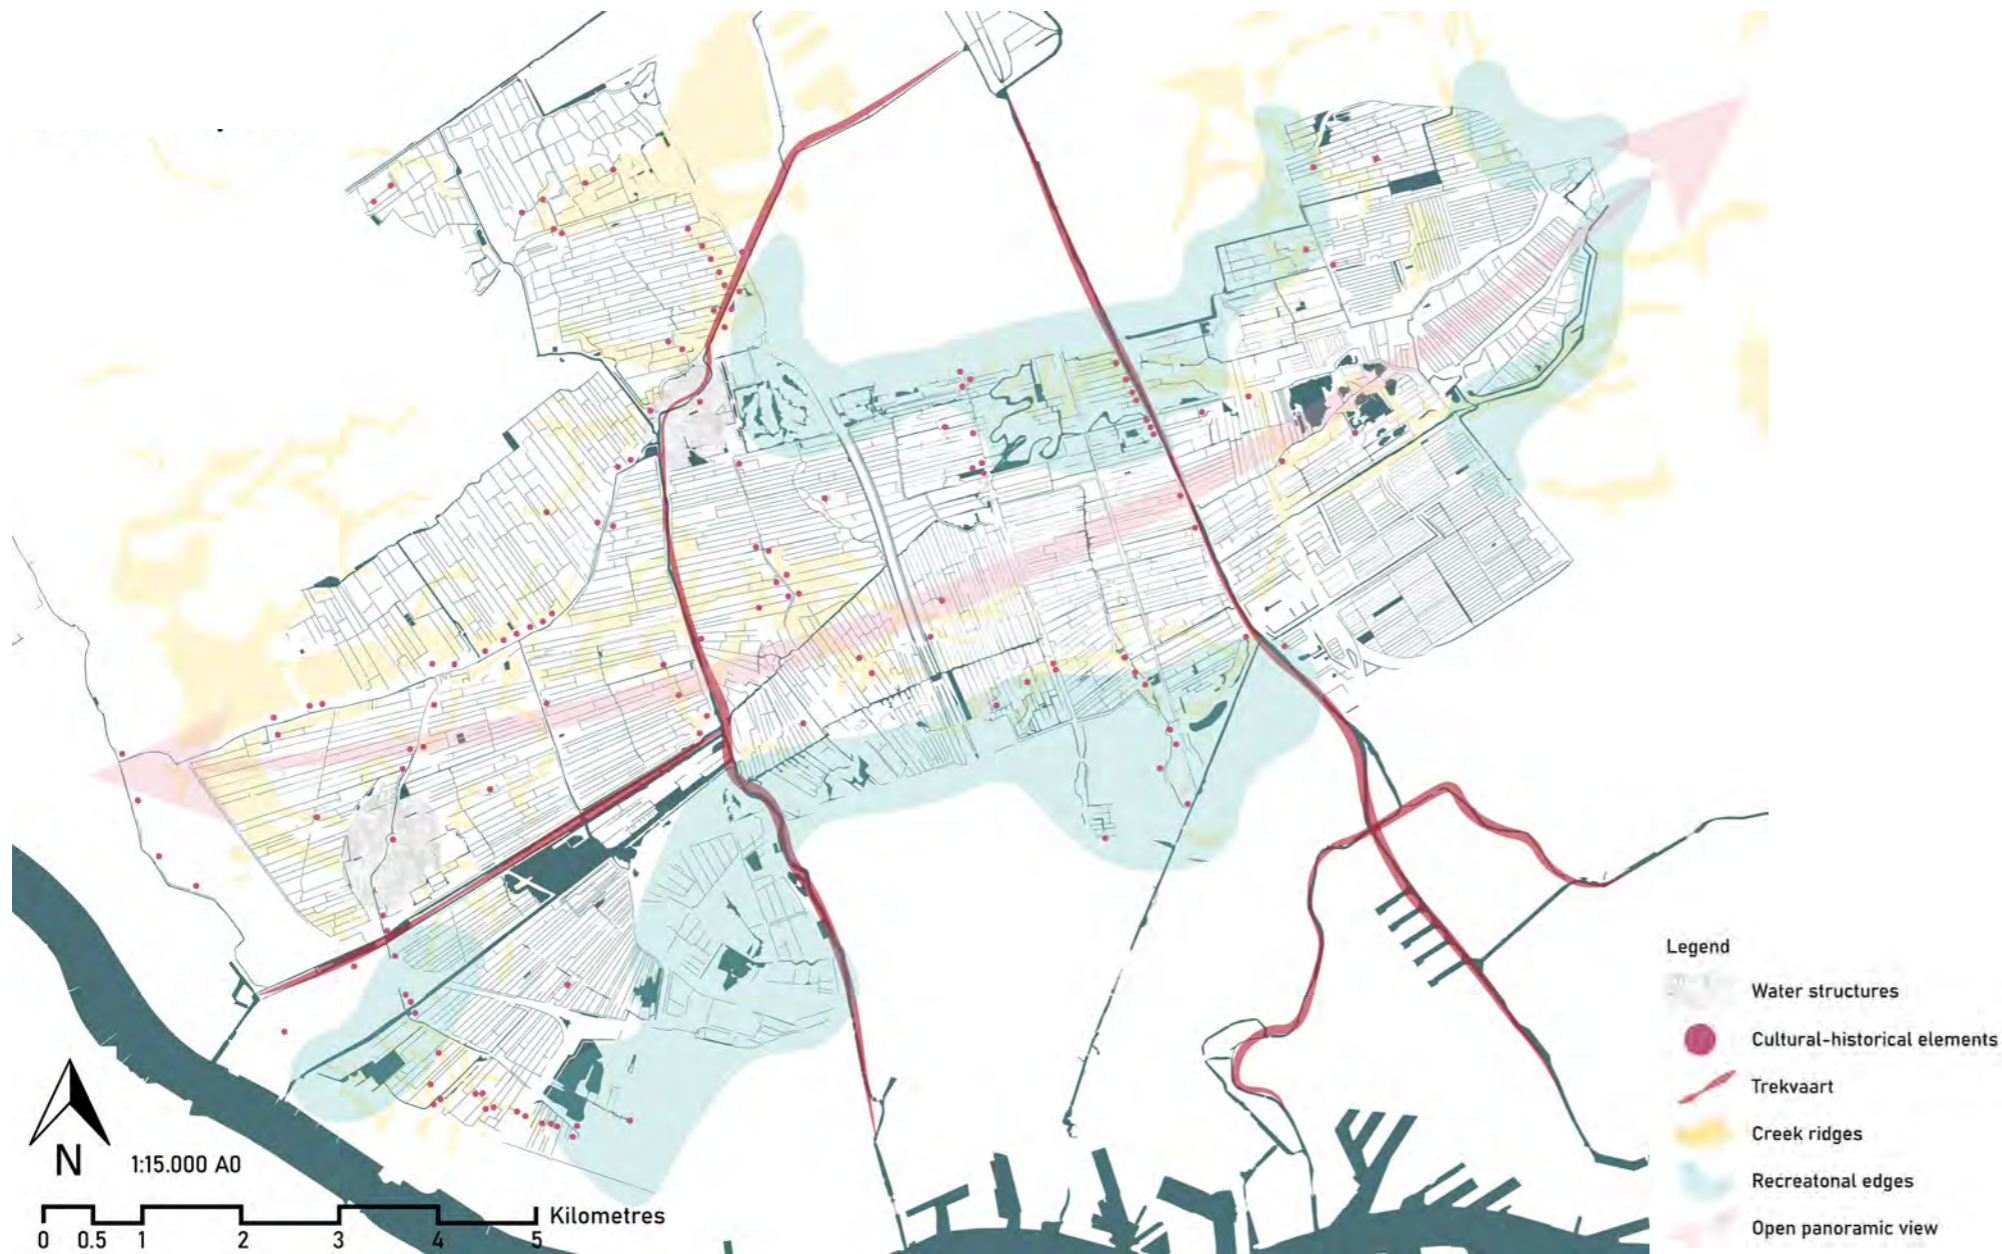 Legend
Water structures
Cultural-historical elements
Trekvaart
Creek ridges
Recreatonal edges
Open panoramic view
N
1:15.000 A0
Kilometres
0 0.5 1 2 3 4 5